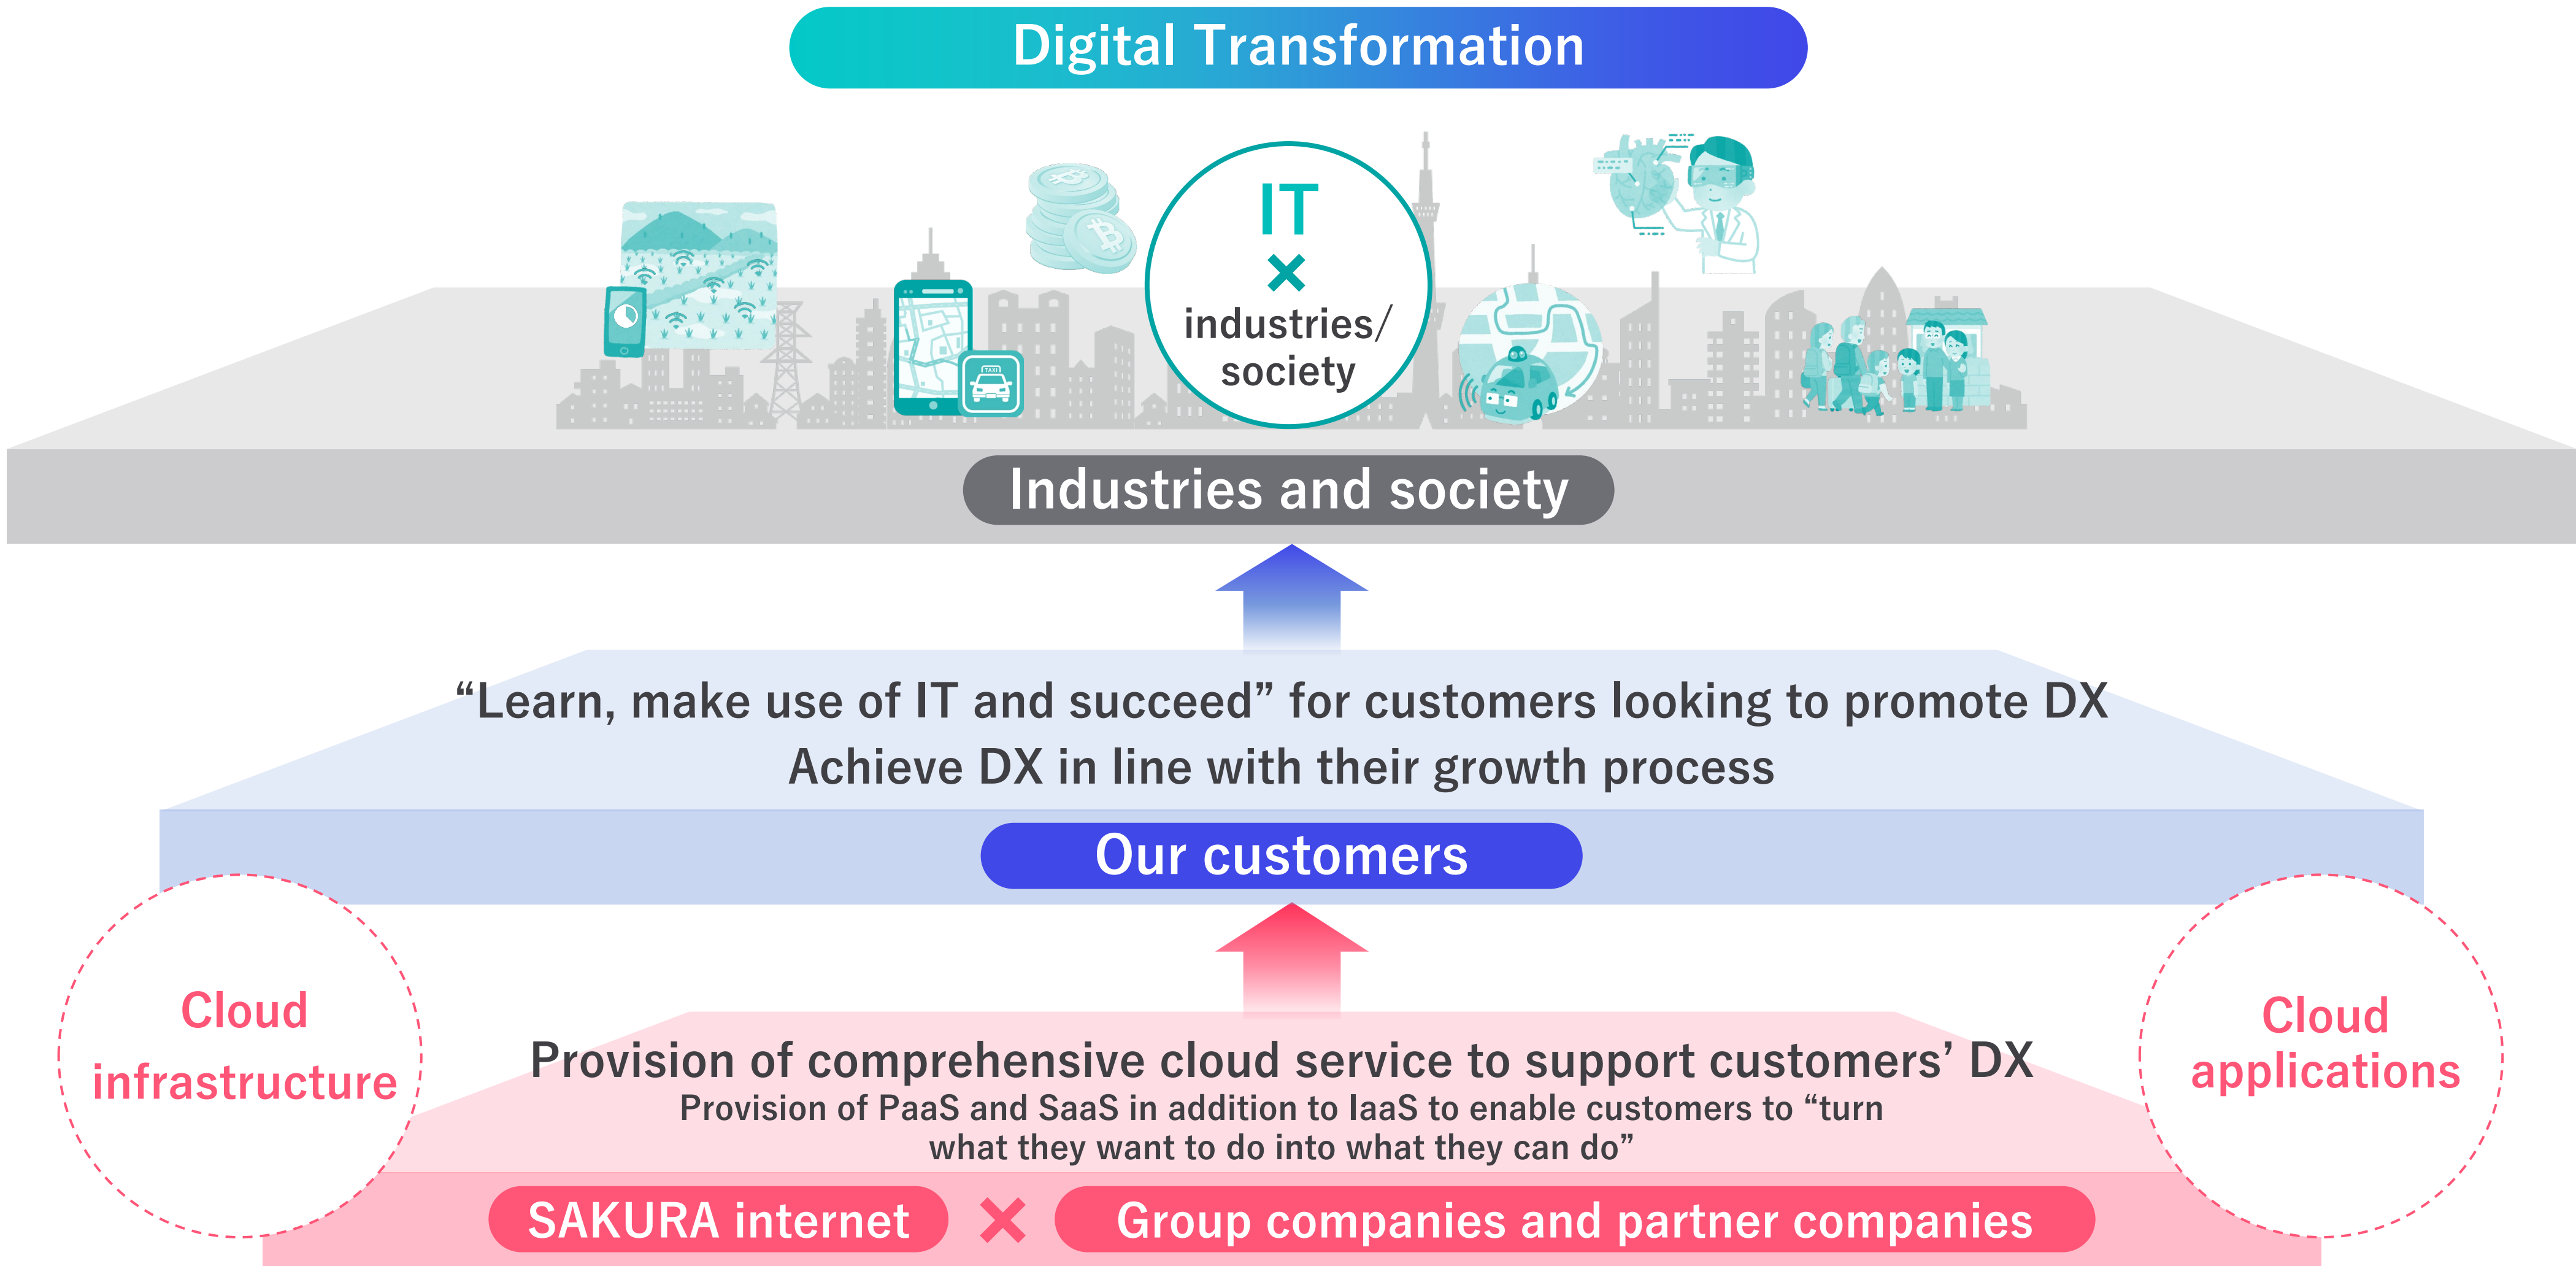 Digital Transformation
IT
×
industries/
society
TAXI
Industries and society
“Learn, make use of IT and succeed” for customers looking to promote DX
Achieve DX in line with their growth process
Our customers
Cloud
infrastructure
Cloud
applications
Provision of comprehensive cloud service to support customers’ DX
Provision of PaaS and SaaS in addition to IaaS to enable customers to “turn
what they want to do into what they can do”
SAKURA internet × Group companies and partner companies